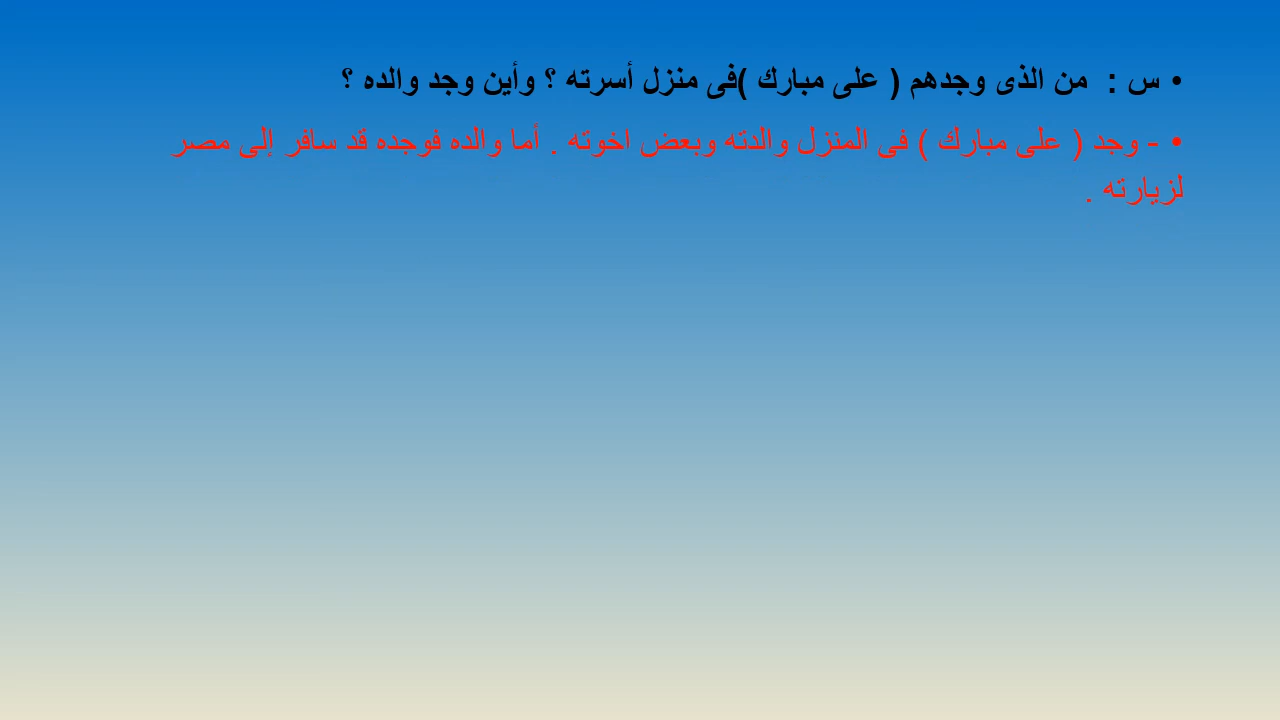 • س : من الذى وجدهم ( على مبارك )فى منزل أسرته ؟ وأين وجد والده ؟
• - وجد ( على مبارك ) فى المنزل والدته وبعض اخوته . أما والده فوجده قد سافر إلى مصر
لزيارته .